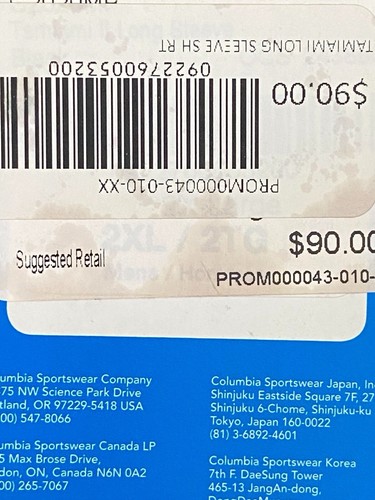 TAMIAMI LONG SLEEVE SH RT
$90.00
092276005320​0
PROM000043-010-XX
2XL / 2TG
Suggested Retail
$90.00
PROM000043-010-
umbia Sportswear Company
75 NW Science Park Drive
tland, OR 97229-5418 USA
00) 547-8066
umbia Sportswear Canada LP
5 Max Brose Drive,
don, ON, Canada N6N 0A2
00) 265-7067
Columbia Sportswear Japan, In
Shinjuku Eastside Square 7F, 27
Shinjuku 6-Chome, Shinjuku-ku
Tokyo, Japan 160-0022
(81) 3-6892-4601
Columbia Sportswear Korea
7th F. DaeSung Tower
465-13 JangAn-dong,